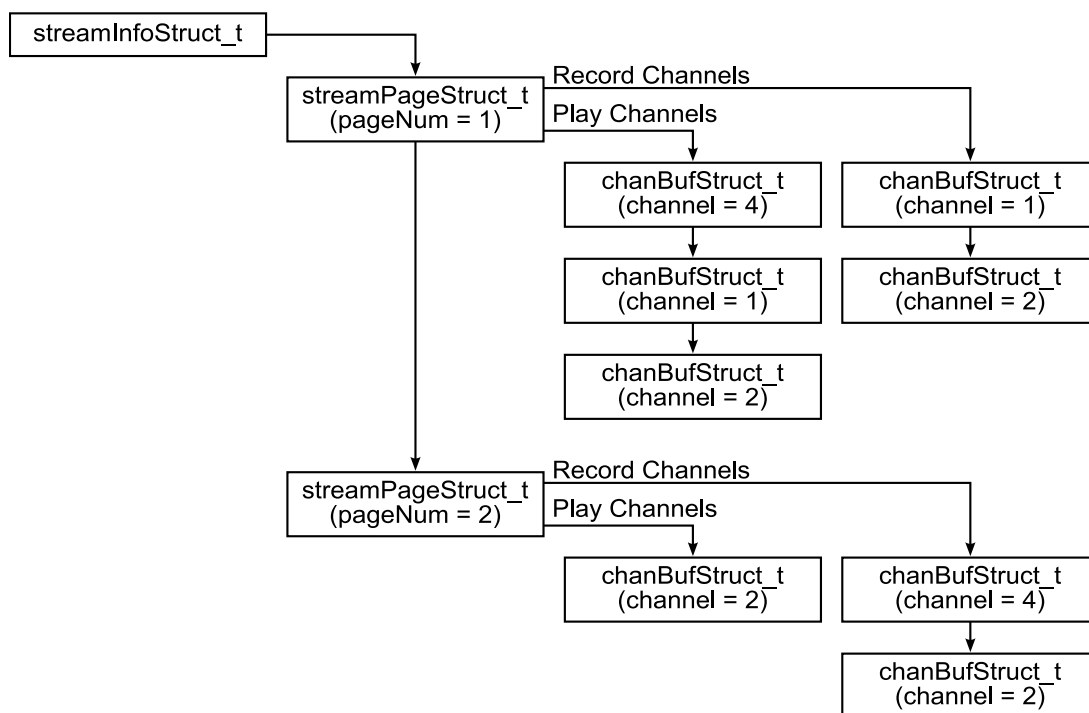 streamInfoStruct_t
streamPageStruct_t
(pageNum = 1)
Record Channels
Play Channels
chanBufStruct_t
(channel = 4)
chanBufStruct_t
(channel = 1)
chanBufStruct_t
(channel = 1)
chanBufStruct_t
(channel = 2)
chanBufStruct_t
(channel = 2)
streamPageStruct_t
(pageNum = 2)
Record Channels
Play Channels
chanBufStruct_t
(channel = 2)
chanBufStruct_t
(channel = 4)
chanBufStruct_t
(channel = 2)